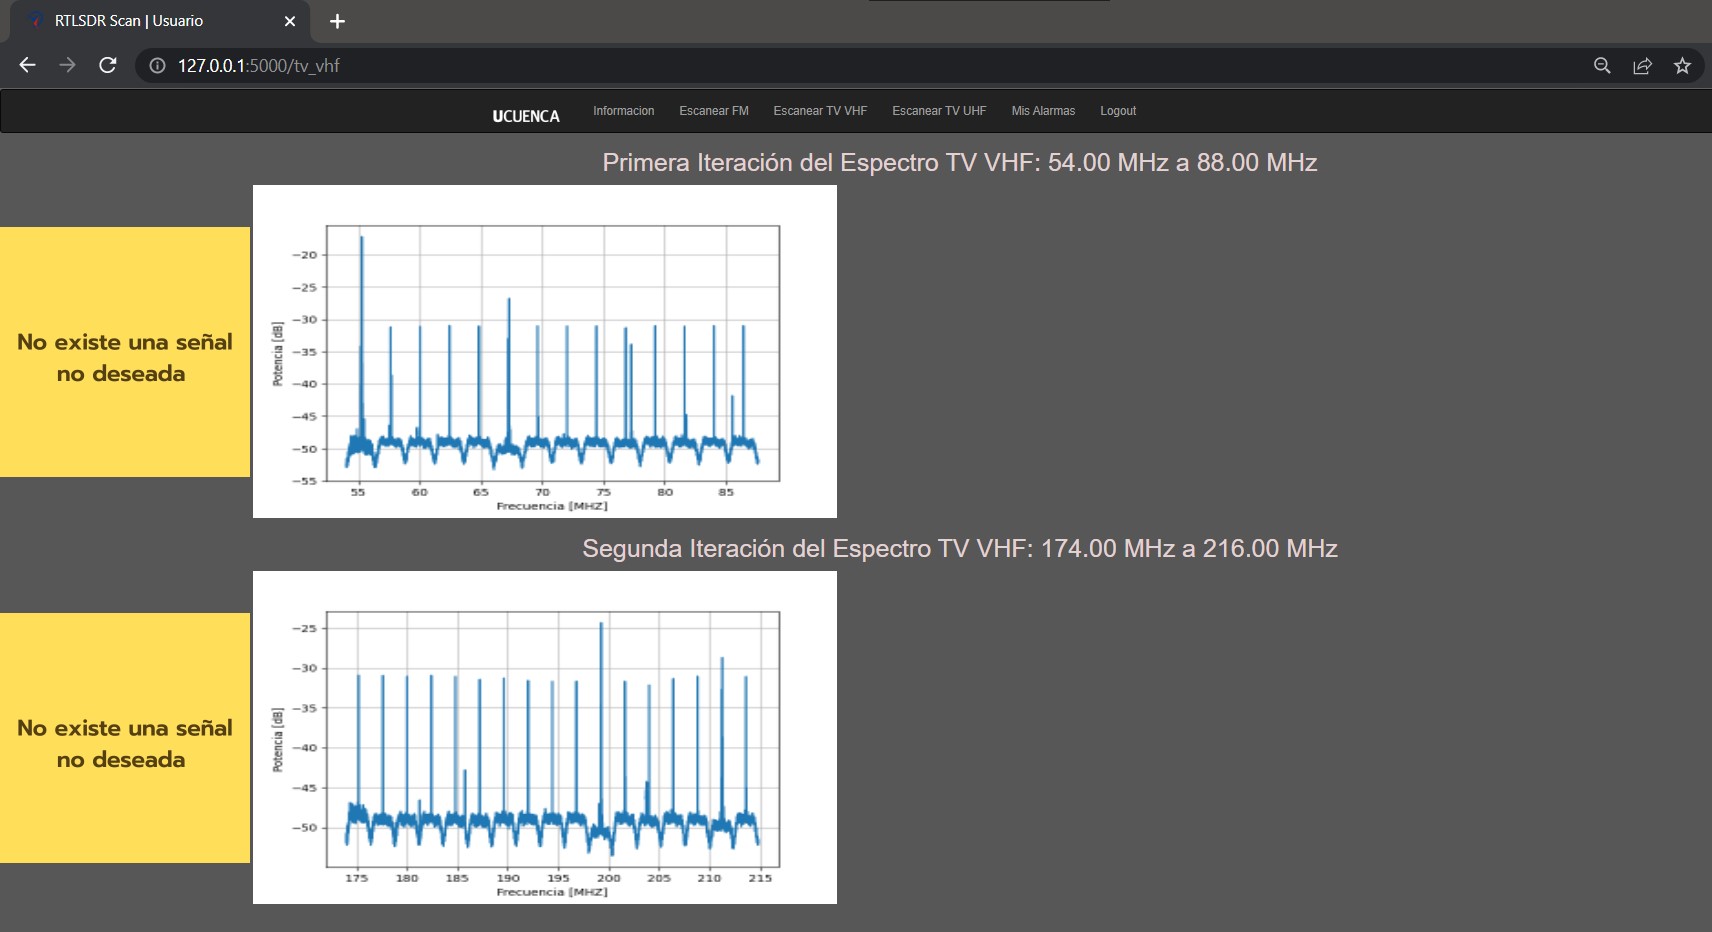 RTLSDR Scan | Usuario
127.0.0.1:5000/tv_vhf
UCUENCA Informacion Escanear FM Escanear TV VHF Escanear TV UHF Mis Alarmas Logout
Primera Iteración del Espectro TV VHF: 54.00 MHz a 88.00 MHz
No existe una señal
no deseada
Potencia [dB]
−20
−25
−30
−35
−40
−45
−50
−55
55 60 65 70 75 80 85
Frecuencia [MHZ]
Segunda Iteración del Espectro TV VHF: 174.00 MHz a 216.00 MHz
No existe una señal
no deseada
Potencia [dB]
−25
−30
−35
−40
−45
−50
175 180 185 190 195 200 205 210 215
Frecuencia [MHZ]